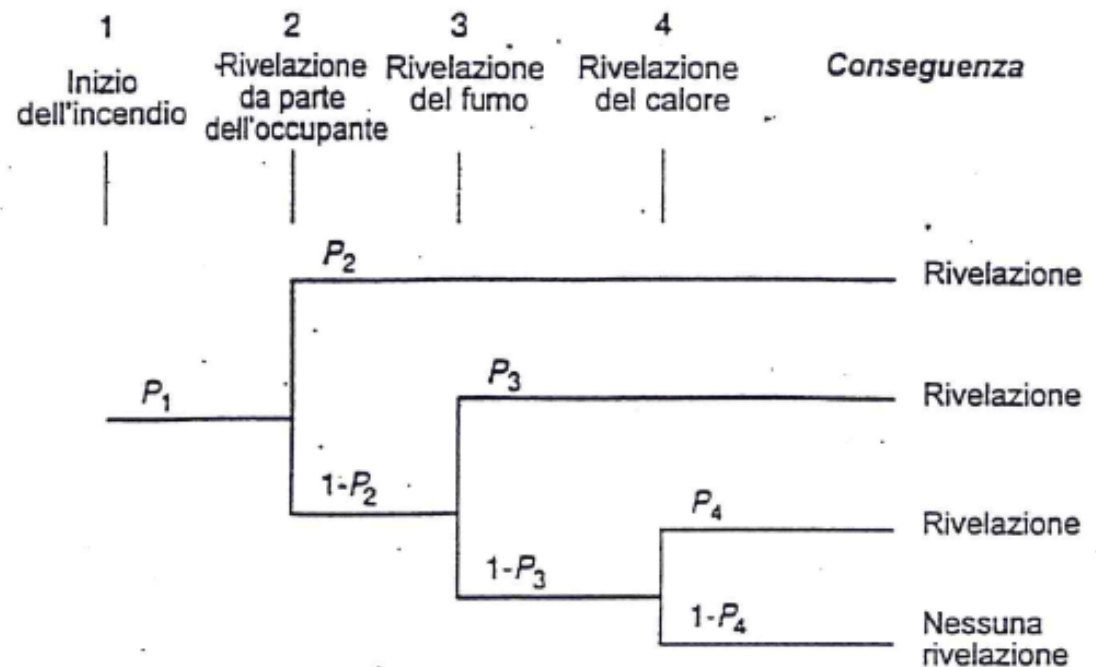 1
2
3
4
Inizio
dell'incendio
Rivelazione
da parte
dell'occupante
Rivelazione
del fumo
Rivelazione
del calore
Conseguenza
P2
Rivelazione
P3
Rivelazione
P1
1-P2
P4
Rivelazione
1-P3
1-P4
Nessuna
rivelazione